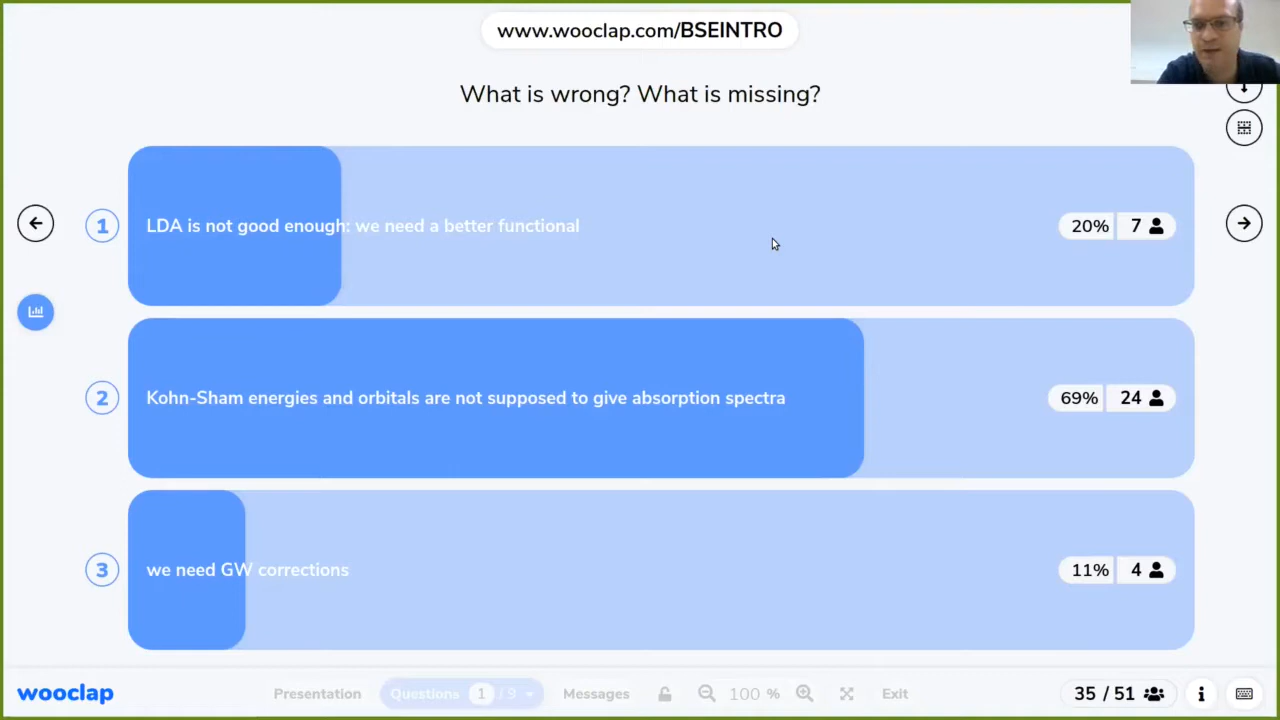 www.wooclap.com/BSEINTRO
What is wrong? What is missing?
1 LDA is not good enough: we need a better functional 20% 7
2 Kohn-Sham energies and orbitals are not supposed to give absorption spectra 69% 24
3 we need GW corrections 11% 4
wooclap Presentation Questions 1 / 9 Messages 100 % Exit 35 / 51